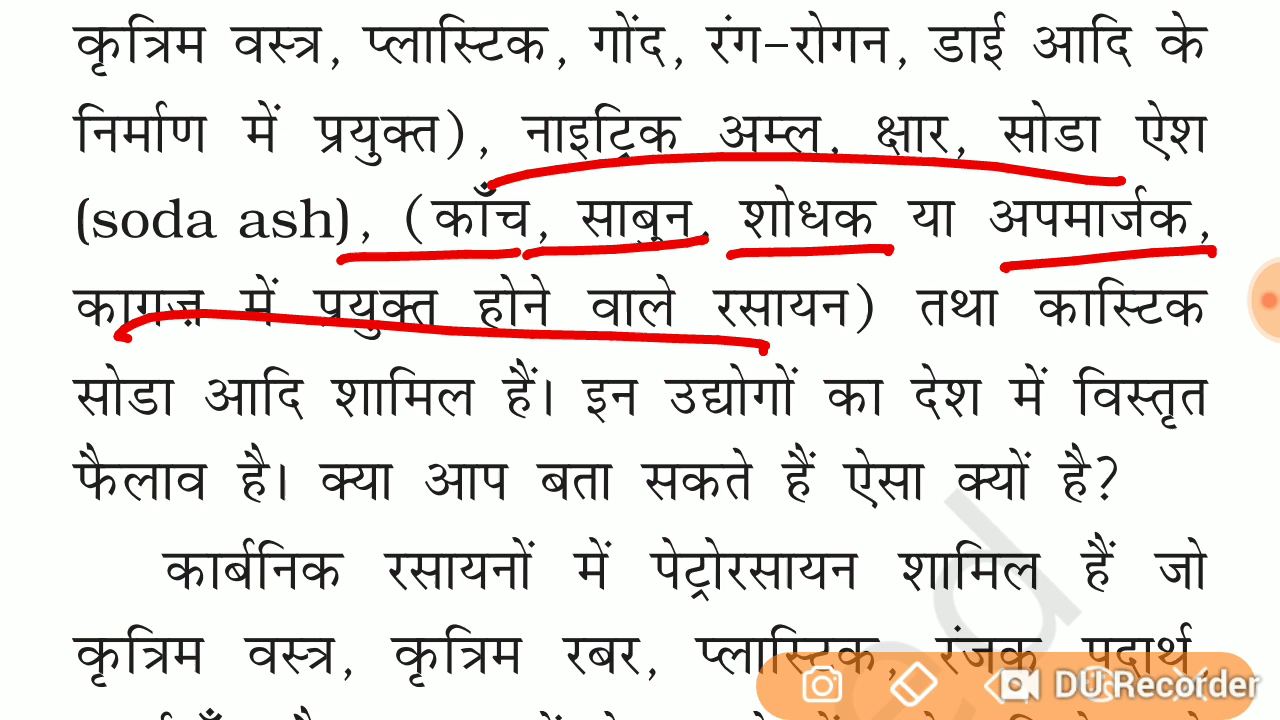 कृत्रिम वस्त्र, प्लास्टिक, गोंद, रंग-रोगन, डाई आदि के
निर्माण में प्रयुक्त), नाइट्रिक अम्ल, क्षार, सोडा ऐश
(soda ash), (काँच, साबुन, शोधक या अपमार्जक,
कागज़ में प्रयुक्त होने वाले रसायन) तथा कास्टिक
सोडा आदि शामिल हैं। इन उद्योगों का देश में विस्तृत
फैलाव है। क्या आप बता सकते हैं ऐसा क्यों है?
कार्बनिक रसायनों में पेट्रोरसायन शामिल हैं जो
कृत्रिम वस्त्र, कृत्रिम रबर, प्लास्टिक, रंजक पदार्थ,
DU Recorder